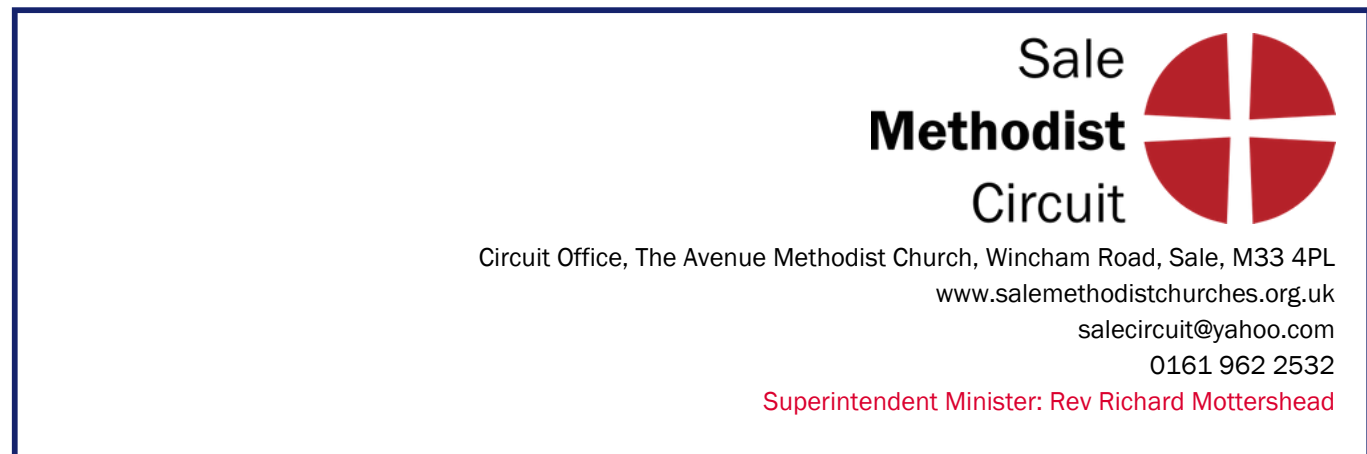 Sale
Methodist
Circuit
Circuit Office, The Avenue Methodist Church, Wincham Road, Sale, M33 4PL
www.salemethodistchurches.org.uk
salecircuit@yahoo.com
0161 962 2532
Superintendent Minister: Rev Richard Mottershead